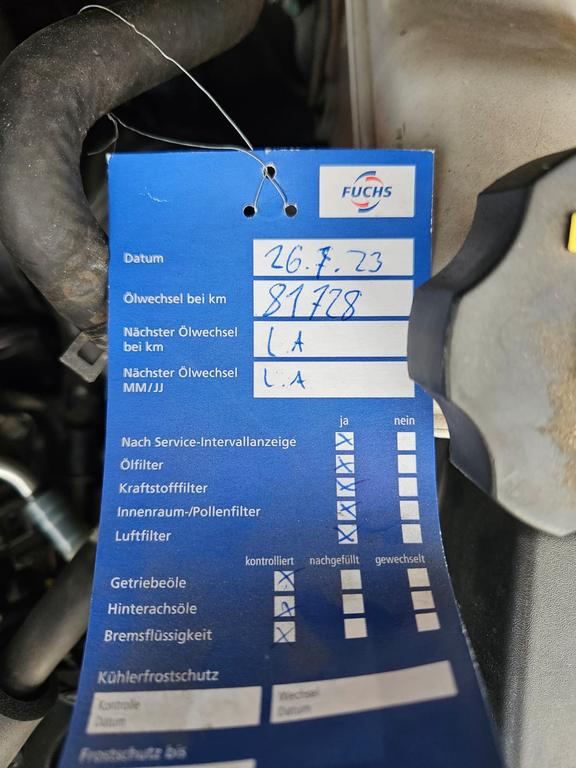 FUCHS
Datum 26.7.23
Ölwechsel bei km 81728
Nächster Ölwechsel
bei km L.A
Nächster Ölwechsel
MM/JJ L.A
ja nein
Nach Service-Intervallanzeige
Ölfilter
Kraftstofffilter
Innenraum-/Pollenfilter
Luftfilter
kontrolliert nachgefüllt gewechselt
Getriebeöle
Hinterachsöle
Bremsflüssigkeit
Kühlerfrostschutz
Kontrolle
Datum
Wechsel
Datum
Frostschutz bis